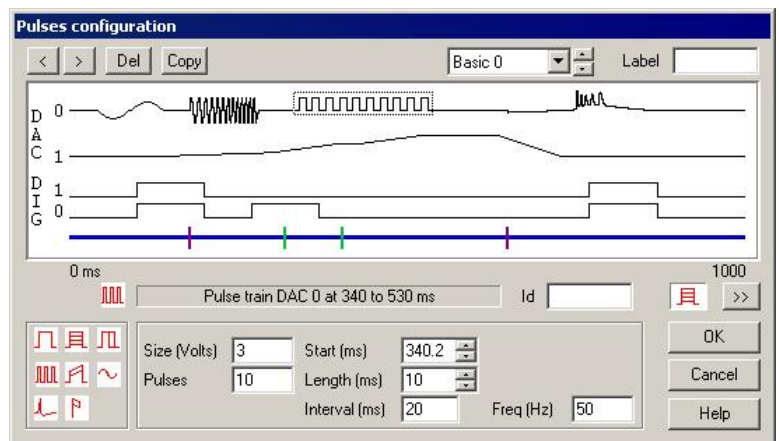 Pulses configuration
< > Del Copy Basic 0 Label
DAC 0
1
DIG 1
0
0 ms 1000
Pulse train DAC 0 at 340 to 530 ms Id >>
Size (Volts) 3 Start (ms) 340.2 OK
Pulses 10 Length (ms) 10 Cancel
Interval (ms) 20 Freq (Hz) 50 Help